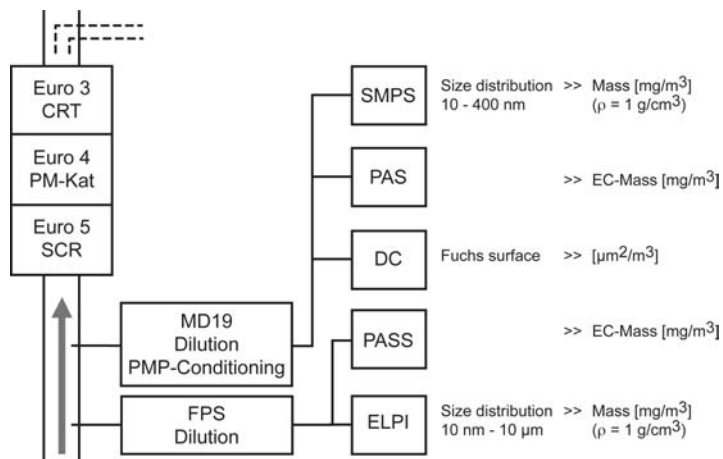 Euro 3
CRT
Euro 4
PM-Kat
Euro 5
SCR
MD19
Dilution
PMP-Conditioning
FPS
Dilution
SMPS
Size distribution >> Mass [mg/m³]
10 - 400 nm (ρ = 1 g/cm³)
PAS
>> EC-Mass [mg/m³]
DC
Fuchs surface >> [µm²/m³]
PASS
>> EC-Mass [mg/m³]
ELPI
Size distribution >> Mass [mg/m³]
10 nm - 10 µm (ρ = 1 g/cm³)